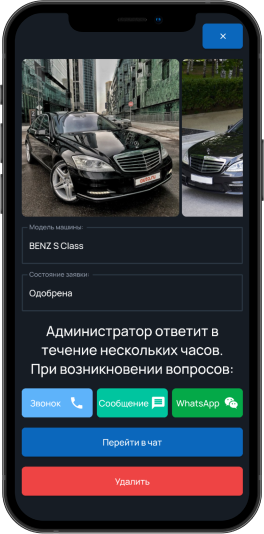 Модель машины:
BENZ S Class
Состояние заявки:
Одобрена
Администратор ответит в
течение нескольких часов.
При возникновении вопросов:
Звонок
Сообщение
WhatsApp
Перейти в чат
Удалить